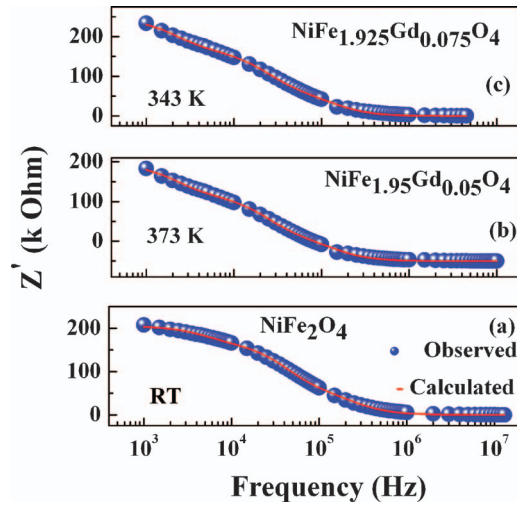 NiFe1.925Gd0.075O4
200
100
0
343 K
(c)
NiFe1.95Gd0.05O4
200
100
0
373 K
(b)
NiFe2O4
(a)
200
100
0
Observed
Calculated
RT
10^3 10^4 10^5 10^6 10^7
Frequency (Hz)
Z' (k Ohm)